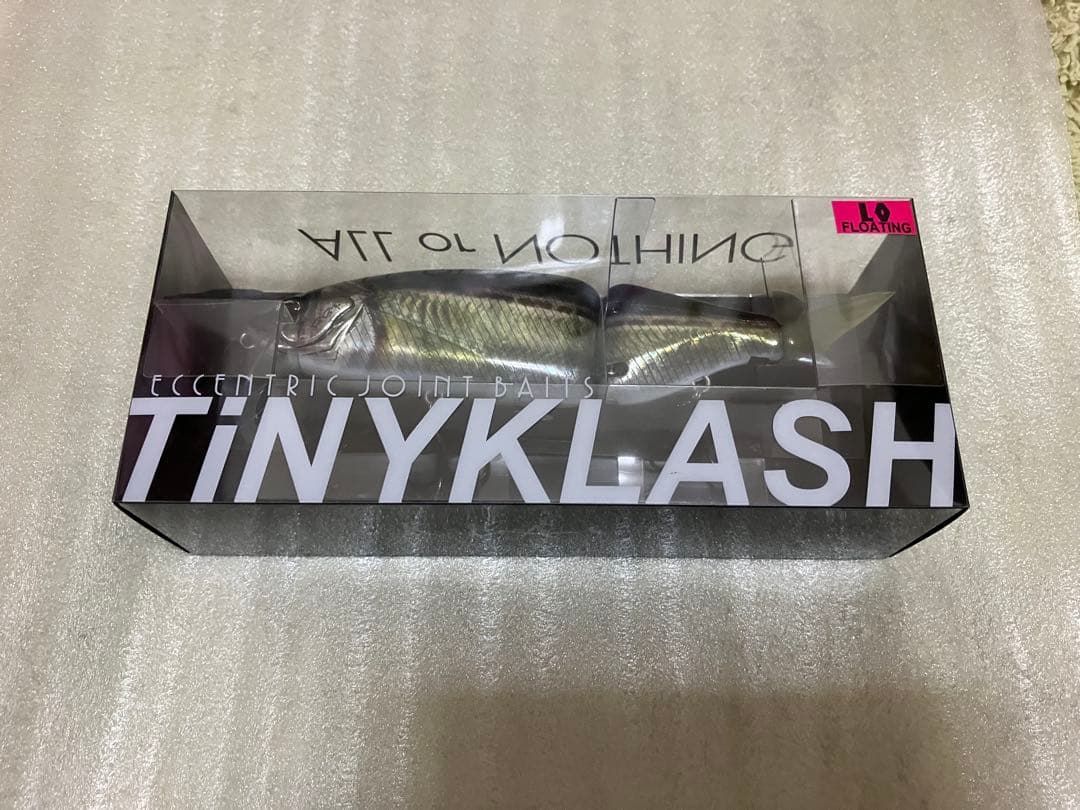 LO
FLOATING
ALL or NOTHING
ECCENTRIC JOINT BAITS
TiNYKLASH